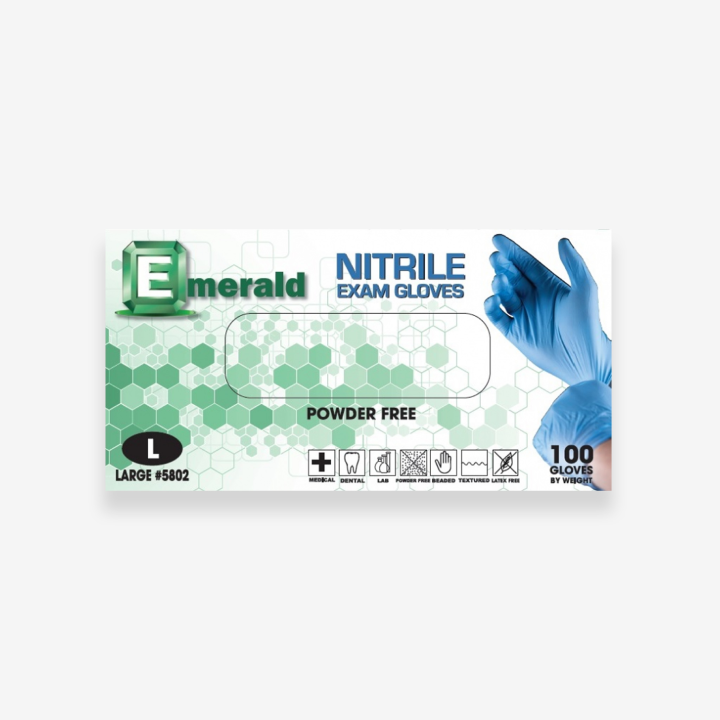 Emerald
NITRILE
EXAM GLOVES
POWDER FREE
L
LARGE #5802
MEDICAL DENTAL LAB POWDER FREE BEADED TEXTURED LATEX FREE
100
GLOVES
BY WEIGHT